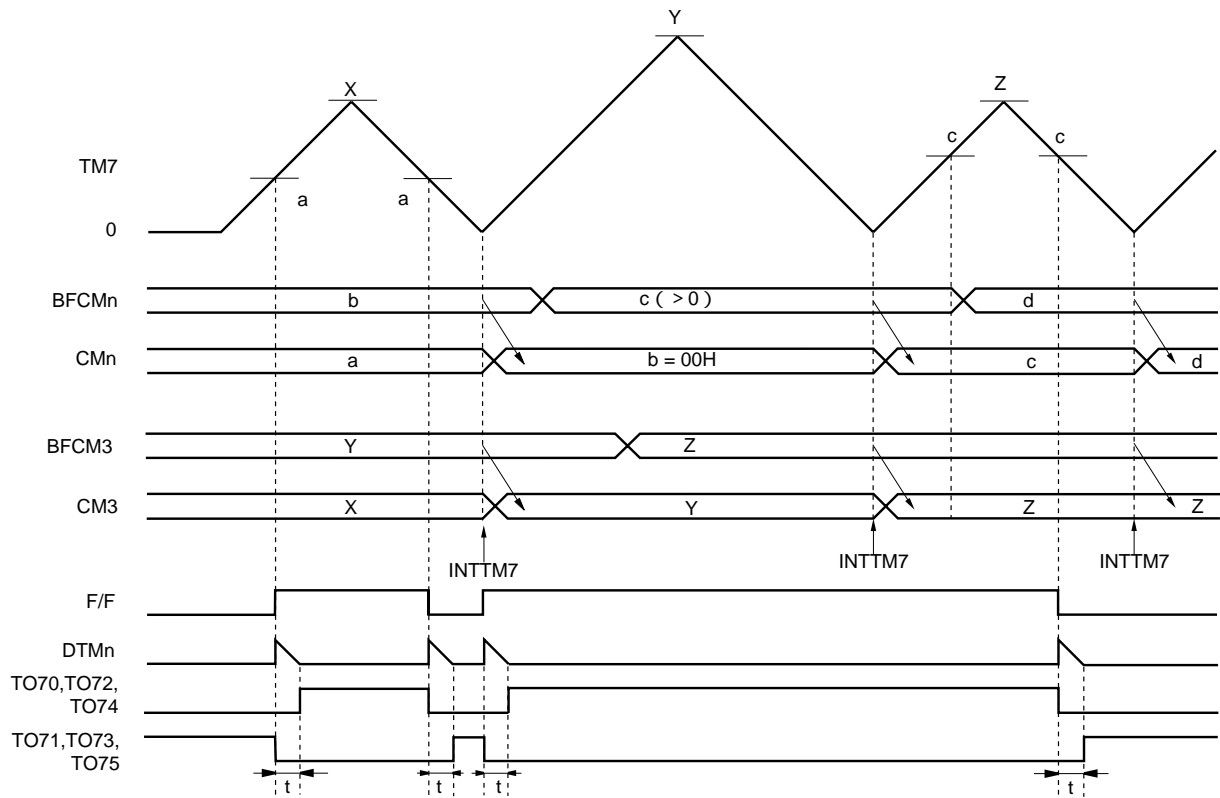 Y
X
Z
c c
TM7
a a
0
BFCMn b c ( > 0 ) d
CMn a b = 00H c d
BFCM3 Y Z
CM3 X Y Z Z
INTTM7 INTTM7 INTTM7
F/F
DTMn
TO70,TO72,
TO74
TO71,TO73,
TO75
t t t t